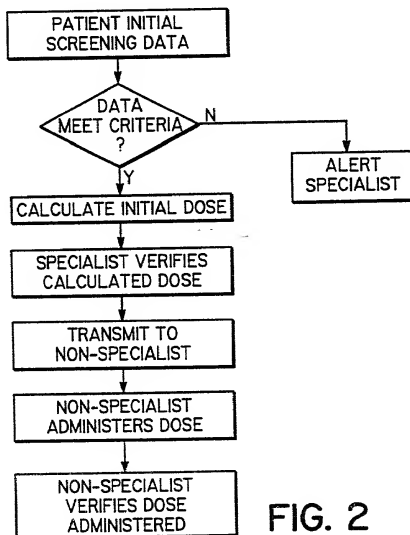 PATIENT INITIAL
SCREENING DATA
DATA
MEET CRITERIA
?
N
Y
ALERT
SPECIALIST
CALCULATE INITIAL DOSE
SPECIALIST VERIFIES
CALCULATED DOSE
TRANSMIT TO
NON-SPECIALIST
NON-SPECIALIST
ADMINISTERS DOSE
NON-SPECIALIST
VERIFIES DOSE
ADMINISTERED
FIG. 2